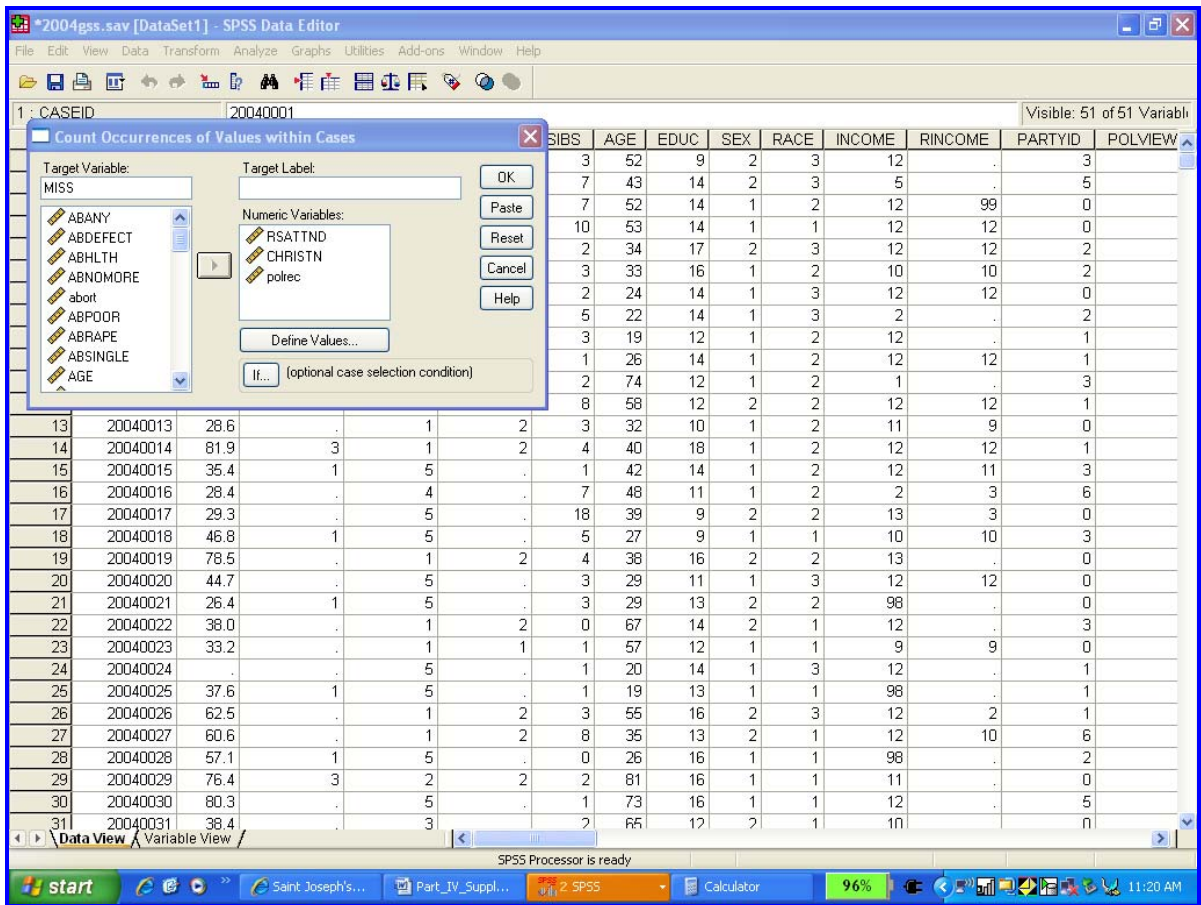 *2004gss.sav [DataSet1] - SPSS Data Editor
File Edit View Data Transform Analyze Graphs Utilities Add-ons Window Help
1 : CASEID 20040001 Visible: 51 of 51 Variabl
Count Occurrences of Values within Cases
Target Variable: Target Label:
MISS
Numeric Variables:
ABANY
ABDEFECT
ABHLTH
ABNOMORE
abort
ABPOOR
ABRAPE
ABSINGLE
AGE
RSATTND
CHRISTN
polrec
Define Values...
If... (optional case selection condition)
OK
Paste
Reset
Cancel
Help
SIBS AGE EDUC SEX RACE INCOME RINCOME PARTYID POLVIEW
3 52 9 2 3 12 . 3
7 43 14 2 3 5 . 5
7 52 14 1 2 12 99 0
10 53 14 1 1 12 12 0
2 34 17 2 3 12 12 2
3 33 16 1 2 10 10 2
2 24 14 1 3 12 12 0
5 22 14 1 3 2 . 2
3 19 12 1 2 12 . 1
1 26 14 1 2 12 12 1
2 74 12 1 2 1 . 3
8 58 12 2 2 12 12 1
13 20040013 28.6 . 1 2 3 32 10 1 2 11 9 0
14 20040014 81.9 3 1 2 4 40 18 1 2 12 12 1
15 20040015 35.4 1 5 . 1 42 14 1 2 12 11 3
16 20040016 28.4 . 4 . 7 48 11 1 2 2 3 6
17 20040017 29.3 . 5 . 18 39 9 2 2 13 3 0
18 20040018 46.8 1 5 . 5 27 9 1 1 10 10 3
19 20040019 78.5 . 1 2 4 38 16 2 2 13 . 0
20 20040020 44.7 . 5 . 3 29 11 1 3 12 12 0
21 20040021 26.4 1 5 . 3 29 13 2 2 98 . 0
22 20040022 38.0 . 1 2 0 67 14 2 1 12 . 3
23 20040023 33.2 . 1 1 1 57 12 1 1 9 9 0
24 20040024 . . 5 . 1 20 14 1 3 12 . 1
25 20040025 37.6 1 5 . 1 19 13 1 1 98 . 1
26 20040026 62.5 . 1 2 3 55 16 2 3 12 2 1
27 20040027 60.6 . 1 2 8 35 13 2 1 12 10 6
28 20040028 57.1 1 5 . 0 26 16 1 1 98 . 2
29 20040029 76.4 3 2 2 2 81 16 1 1 11 . 0
30 20040030 80.3 . 5 . 1 73 16 1 1 12 . 5
31 20040031 38.4 . 3 . 2 65 12 2 1 10 . 0
Data View Variable View
SPSS Processor is ready
start Saint Joseph's... Part_IV_Suppl... 2 SPSS Calculator 96% 11:20 AM